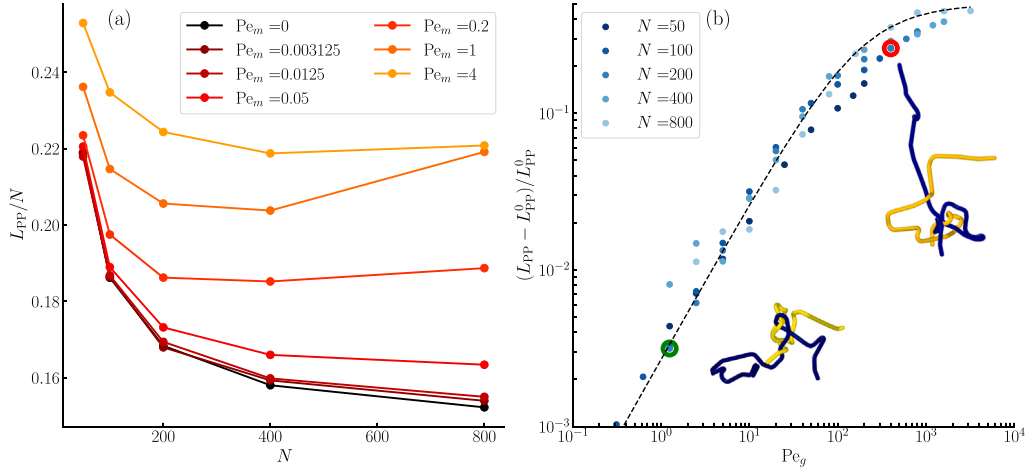 (a)
Pe_m = 0
Pe_m = 0.003125
Pe_m = 0.0125
Pe_m = 0.05
Pe_m = 0.2
Pe_m = 1
Pe_m = 4
0.24
0.22
0.20
0.18
0.16
L_PP/N
200
400
600
800
N
(b)
N = 50
N = 100
N = 200
N = 400
N = 800
10^-1
10^-2
10^-3
(L_PP − L^0_PP)/L^0_PP
10^-1
10^0
10^1
10^2
10^3
10^4
Pe_g